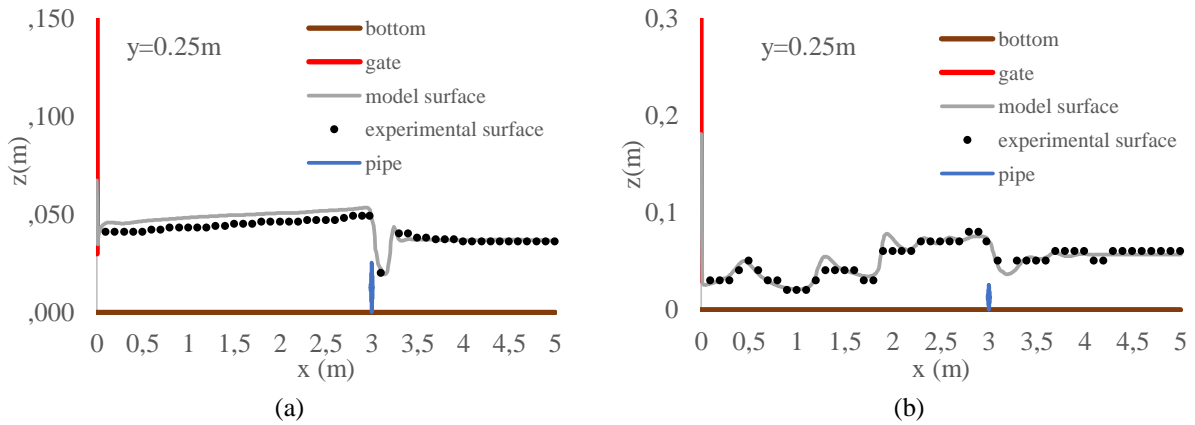 ,150
,100
,050
,000
z(m)
y=0.25m
bottom
gate
model surface
experimental surface
pipe
0 0,5 1 1,5 2 2,5 3 3,5 4 4,5 5
x (m)
(a)
0,3
0,2
0,1
0
z(m)
y=0.25m
bottom
gate
model surface
experimental surface
pipe
0 0,5 1 1,5 2 2,5 3 3,5 4 4,5 5
x (m)
(b)